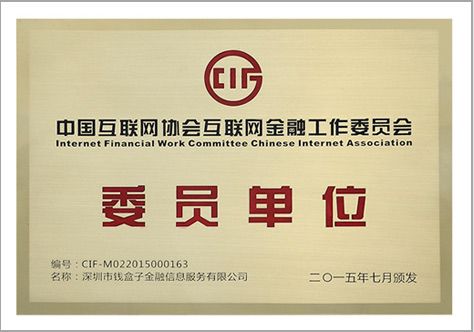 CIF
中国互联网协会互联网金融工作委员会
Internet Financial Work Committee Chinese Internet Association
委员单位
编号：CIF-M022015000163
名称：深圳市钱盒子金融信息服务有限公司
二〇一五年七月颁发